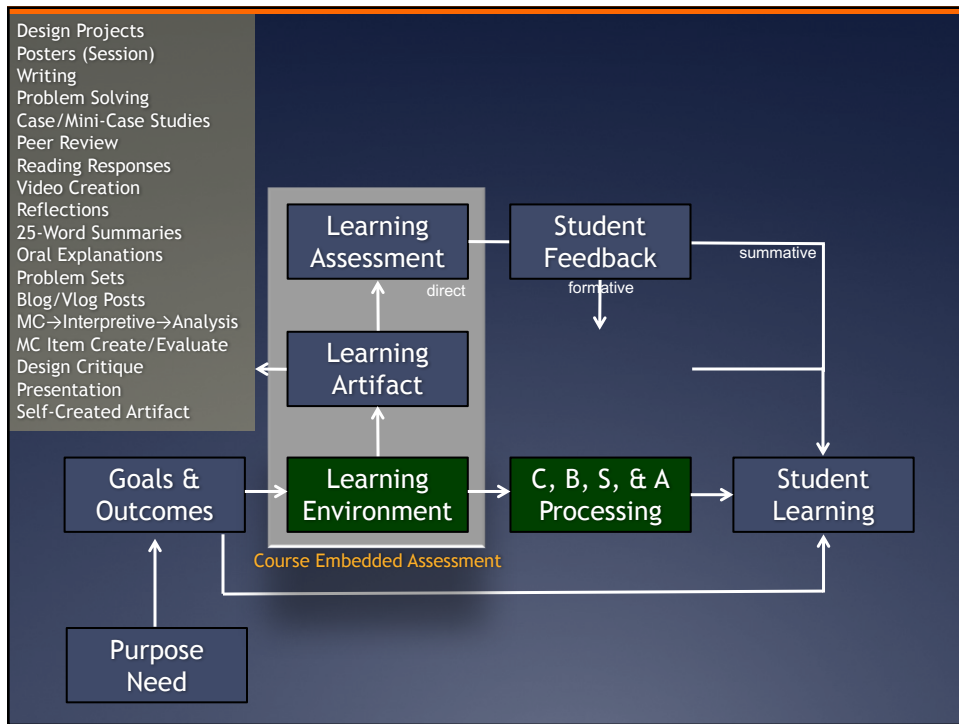 Design Projects
Posters (Session)
Writing
Problem Solving
Case/Mini-Case Studies
Peer Review
Reading Responses
Video Creation
Reflections
25-Word Summaries
Oral Explanations
Problem Sets
Blog/Vlog Posts
MC→Interpretive→Analysis
MC Item Create/Evaluate
Design Critique
Presentation
Self-Created Artifact
Learning
Assessment
direct
Student
Feedback
formative
summative
Learning
Artifact
Goals &
Outcomes
Learning
Environment
C, B, S, & A
Processing
Student
Learning
Course Embedded Assessment
Purpose
Need